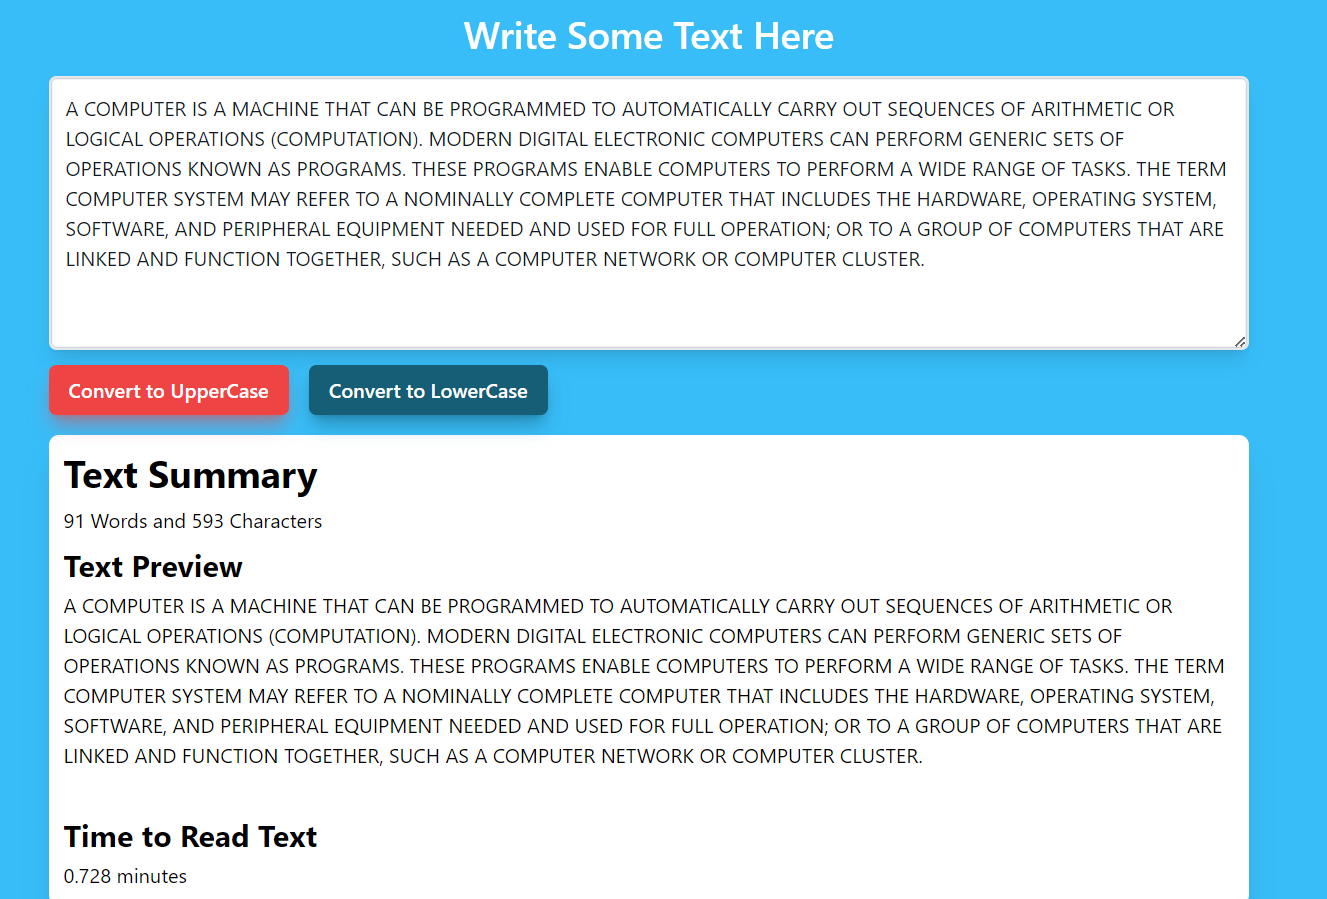 Write Some Text Here
A COMPUTER IS A MACHINE THAT CAN BE PROGRAMMED TO AUTOMATICALLY CARRY OUT SEQUENCES OF ARITHMETIC OR
LOGICAL OPERATIONS (COMPUTATION). MODERN DIGITAL ELECTRONIC COMPUTERS CAN PERFORM GENERIC SETS OF
OPERATIONS KNOWN AS PROGRAMS. THESE PROGRAMS ENABLE COMPUTERS TO PERFORM A WIDE RANGE OF TASKS. THE TERM
COMPUTER SYSTEM MAY REFER TO A NOMINALLY COMPLETE COMPUTER THAT INCLUDES THE HARDWARE, OPERATING SYSTEM,
SOFTWARE, AND PERIPHERAL EQUIPMENT NEEDED AND USED FOR FULL OPERATION; OR TO A GROUP OF COMPUTERS THAT ARE
LINKED AND FUNCTION TOGETHER, SUCH AS A COMPUTER NETWORK OR COMPUTER CLUSTER.
Convert to UpperCase Convert to LowerCase
Text Summary
91 Words and 593 Characters
Text Preview
A COMPUTER IS A MACHINE THAT CAN BE PROGRAMMED TO AUTOMATICALLY CARRY OUT SEQUENCES OF ARITHMETIC OR
LOGICAL OPERATIONS (COMPUTATION). MODERN DIGITAL ELECTRONIC COMPUTERS CAN PERFORM GENERIC SETS OF
OPERATIONS KNOWN AS PROGRAMS. THESE PROGRAMS ENABLE COMPUTERS TO PERFORM A WIDE RANGE OF TASKS. THE TERM
COMPUTER SYSTEM MAY REFER TO A NOMINALLY COMPLETE COMPUTER THAT INCLUDES THE HARDWARE, OPERATING SYSTEM,
SOFTWARE, AND PERIPHERAL EQUIPMENT NEEDED AND USED FOR FULL OPERATION; OR TO A GROUP OF COMPUTERS THAT ARE
LINKED AND FUNCTION TOGETHER, SUCH AS A COMPUTER NETWORK OR COMPUTER CLUSTER.
Time to Read Text
0.728 minutes